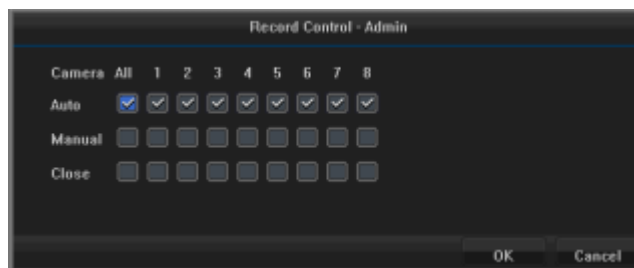 Record Control - Admin
Camera All 1 2 3 4 5 6 7 8
Auto
Manual
Close
OK Cancel